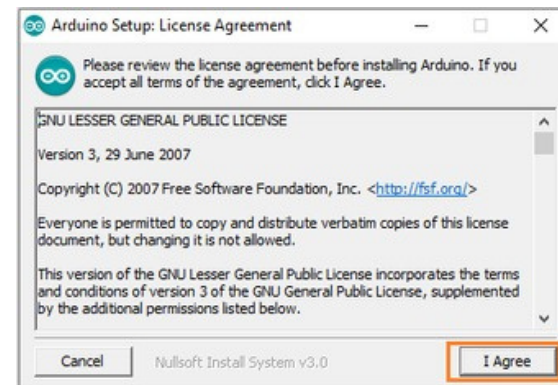 Arduino Setup: License Agreement
Please review the license agreement before installing Arduino. If you
accept all terms of the agreement, click I Agree.
GNU LESSER GENERAL PUBLIC LICENSE
Version 3, 29 June 2007
Copyright (C) 2007 Free Software Foundation, Inc. <http://fsf.org/>
Everyone is permitted to copy and distribute verbatim copies of this license
document, but changing it is not allowed.
This version of the GNU Lesser General Public License incorporates the terms
and conditions of version 3 of the GNU General Public License, supplemented
by the additional permissions listed below.
Cancel
Nullsoft Install System v3.0
I Agree